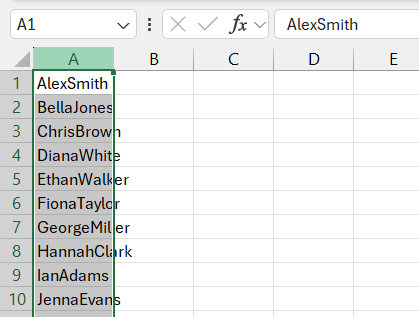 A1 fx AlexSmith
A B C D E
1 AlexSmith
2 BellaJones
3 ChrisBrown
4 DianaWhite
5 EthanWalker
6 FionaTaylor
7 GeorgeMiller
8 HannahClark
9 IanAdams
10 JennaEvans